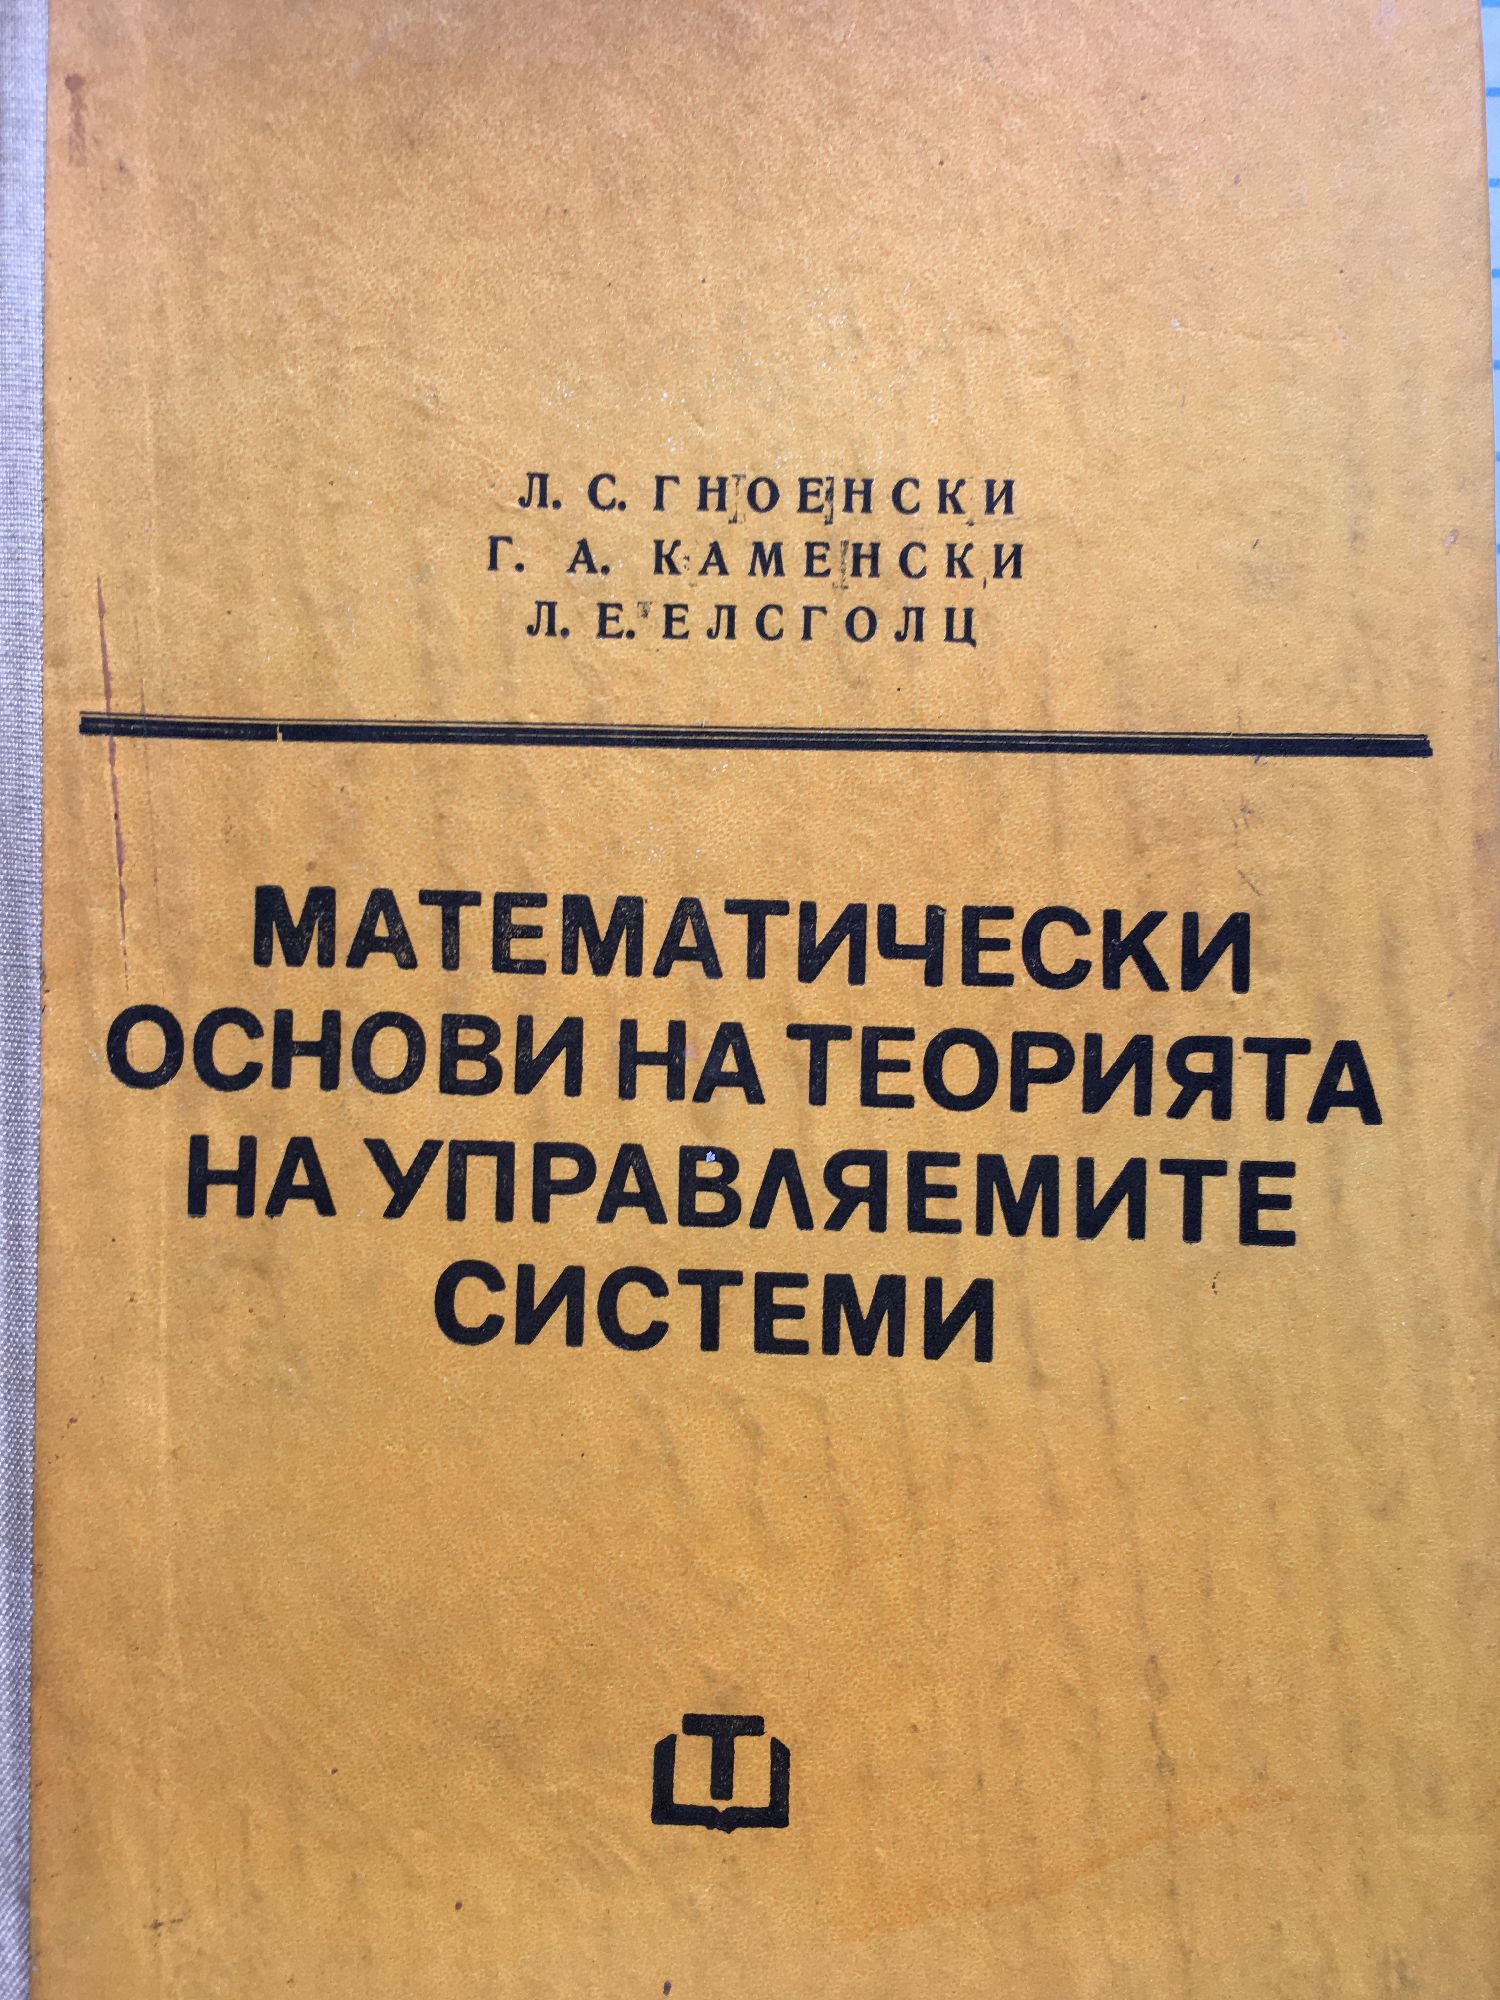 Л. С. ГНОЕНСКИ
Г. А. КАМЕНСКИ
Л. Е. ЕЛСГОЛЦ
МАТЕМАТИЧЕСКИ
ОСНОВИ НА ТЕОРИЯТА
НА УПРАВЛЯЕМИТЕ
СИСТЕМИ
Т